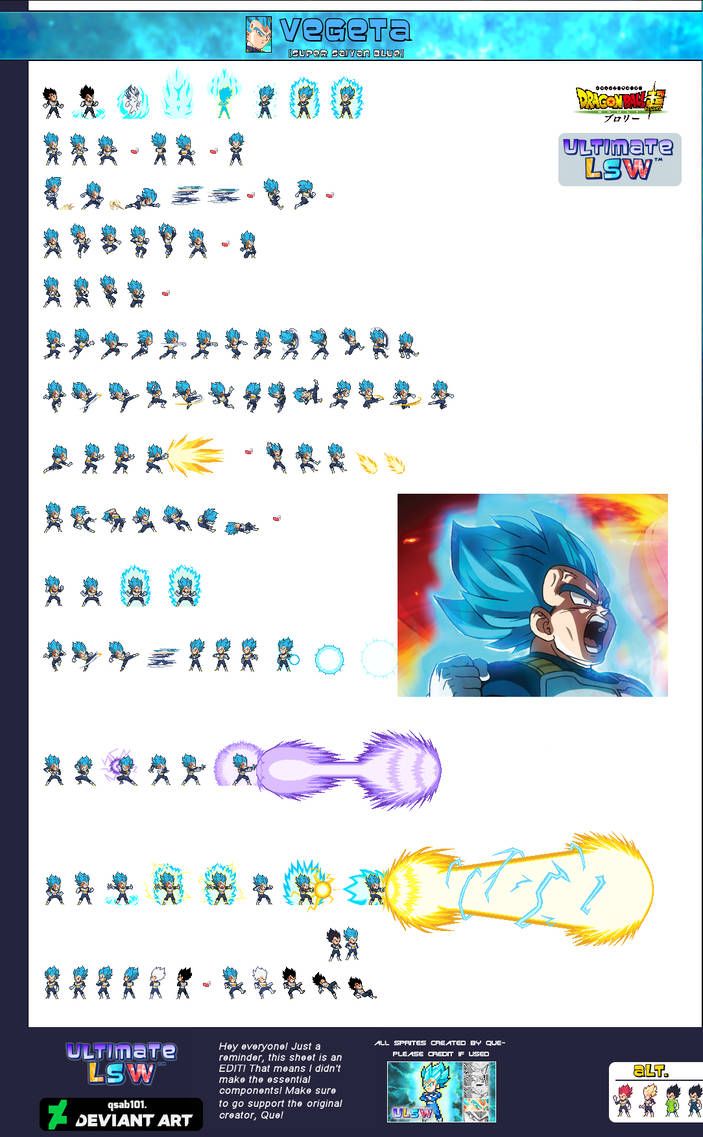 VEGETA
[SUPER SAIYAN BLUE]
DRAGON BALL 超
ブロリー
ULTIMATE
LSW™
ULTIMATE
LSW
qsab101.
DEVIANT ART
Hey everyone! Just a
reminder, this sheet is an
EDIT! That means I didn't
make the essential
components! Make sure
to go support the original
creator, Que!
ALL SPRITES CREATED BY QUE-
PLEASE CREDIT IF USED
ULSW
ALT.